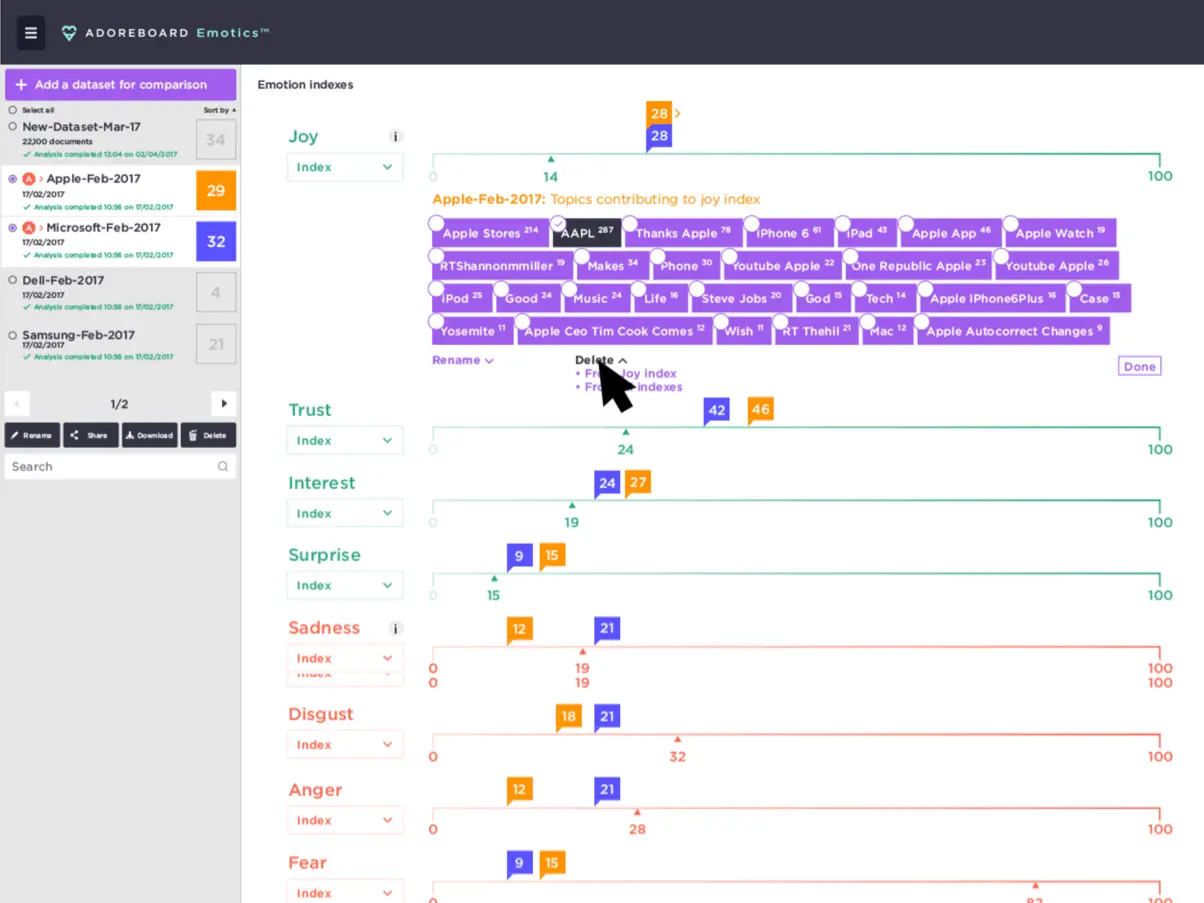 ADOREBOARD Emotics™
+ Add a dataset for comparison
Select all Sort by
New-Dataset-Mar-17
22,100 documents
Analysis completed 12:04 on 02/04/2017
34
A > Apple-Feb-2017
17/02/2017
Analysis completed 10:56 on 17/02/2017
29
A > Microsoft-Feb-2017
17/02/2017
Analysis completed 10:56 on 17/02/2017
32
Dell-Feb-2017
17/02/2017
Analysis completed 10:56 on 17/02/2017
4
Samsung-Feb-2017
17/02/2017
Analysis completed 10:56 on 17/02/2017
21
1/2
Rename Share Download Delete
Search
Emotion indexes
28 >
28
Joy i
Index
0 14 100
Apple-Feb-2017: Topics contributing to joy index
Apple Stores 214 AAPL 287 Thanks Apple 78 iPhone 6 61 iPad 43 Apple App 46 Apple Watch 19
RTShannonmmiller 19 Makes 34 Phone 30 Youtube Apple 22 One Republic Apple 23 Youtube Apple 26
iPod 25 Good 24 Music 24 Life 16 Steve Jobs 20 God 15 Tech 14 Apple iPhone6Plus 16 Case 15
Yosemite 11 Apple Ceo Tim Cook Comes 12 Wish 11 RT Thehil 21 Mac 12 Apple Autocorrect Changes 9
Rename Delete Done
• Joy index
• indexes
Trust 42 46
Index
0 24 100
Interest 24 27
Index
0 19 100
Surprise 9 15
Index
0 15 100
Sadness i 12 21
Index
0 19 100
0 19 100
Disgust 18 21
Index
0 32 100
Anger 12 21
Index
0 28 100
Fear 9 15
Index